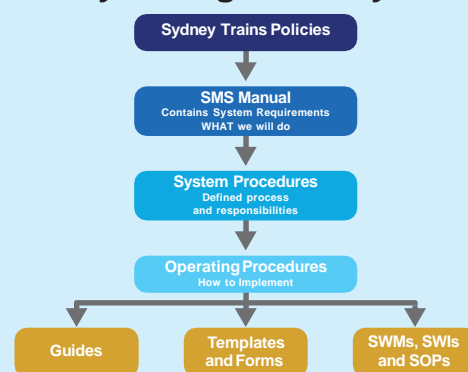 Sydney Trains Policies
SMS Manual
Contains System Requirements
WHAT we will do
System Procedures
Defined process
and responsibilities
Operating Procedures
How to Implement
Guides
Templates
and Forms
SWMs, SWIs
and SOPs